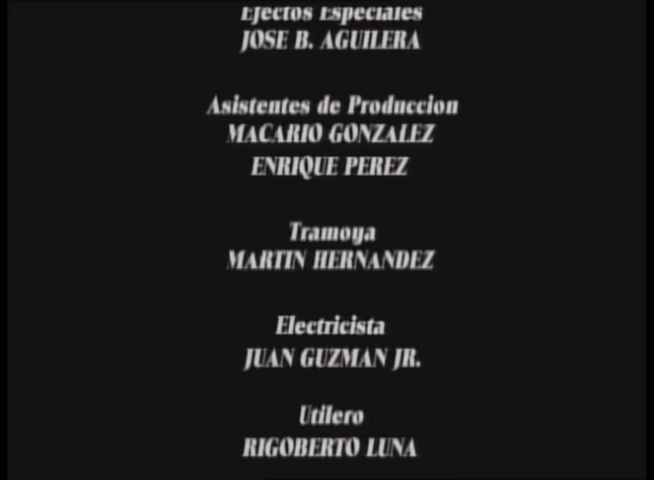 Efectos Especiales
JOSE B. AGUILERA
Asistentes de Produccion
MACARIO GONZALEZ
ENRIQUE PEREZ
Tramoya
MARTIN HERNANDEZ
Electricista
JUAN GUZMAN JR.
Utilero
RIGOBERTO LUNA